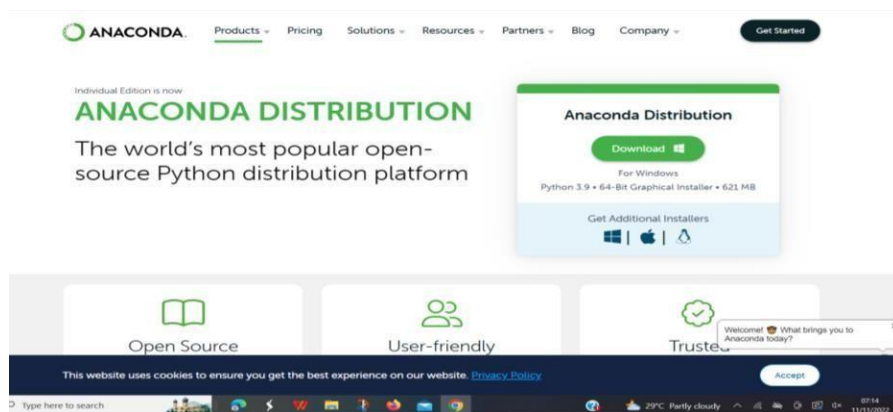 ANACONDA.
Products
Pricing
Solutions
Resources
Partners
Blog
Company
Get Started
Individual Edition is now
ANACONDA DISTRIBUTION
The world's most popular open-
source Python distribution platform
Anaconda Distribution
Download
For Windows
Python 3.9 • 64-Bit Graphical Installer • 621 MB
Get Additional Installers
Open Source
User-friendly
Trusted
Welcome! What brings you to
Anaconda today?
This website uses cookies to ensure you get the best experience on our website. Privacy Policy
Accept
Type here to search
29°C Partly cloudy
07:14